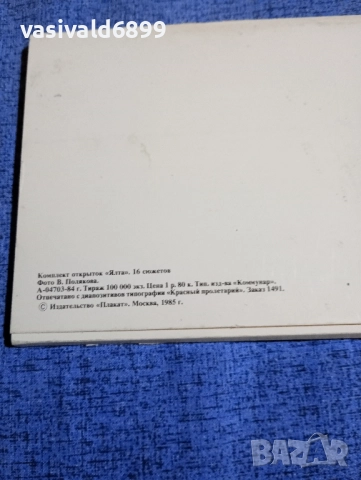 vasivald6899
Комплект открыток «Ялта». 16 сюжетов
Фото В. Полякова.
А-04703-84 г. Тираж 100 000 экз. Цена 1 р. 80 к. Тип. изд-ва «Коммунар».
Отпечатано с диапозитивов типографии «Красный пролетарий». Заказ 1491.
© Издательство «Плакат». Москва, 1985 г.
BAZAR